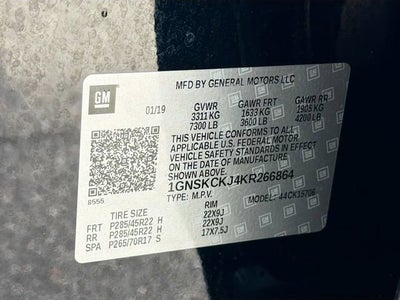 GM
MFD BY GENERAL MOTORS LLC
01/19 GVWR GAWR FRT GAWR RR
3311 KG 1633 KG 1905 KG
7300 LB 3600 LB 4200 LB
THIS VEHICLE CONFORMS TO ALL
APPLICABLE U.S. FEDERAL MOTOR
VEHICLE SAFETY STANDARDS IN EFFECT
ON THE DATE OF MANUFACTURE
SHOWN ABOVE.
1GNSKCKJ4KR266864
8555 TYPE: M.P.V. MODEL: 44CK15706
TIRE SIZE RIM
FRT P285/45R22 H 22X9J
RR P285/45R22 H 22X9J
P265/70R17 S 17X7.5J